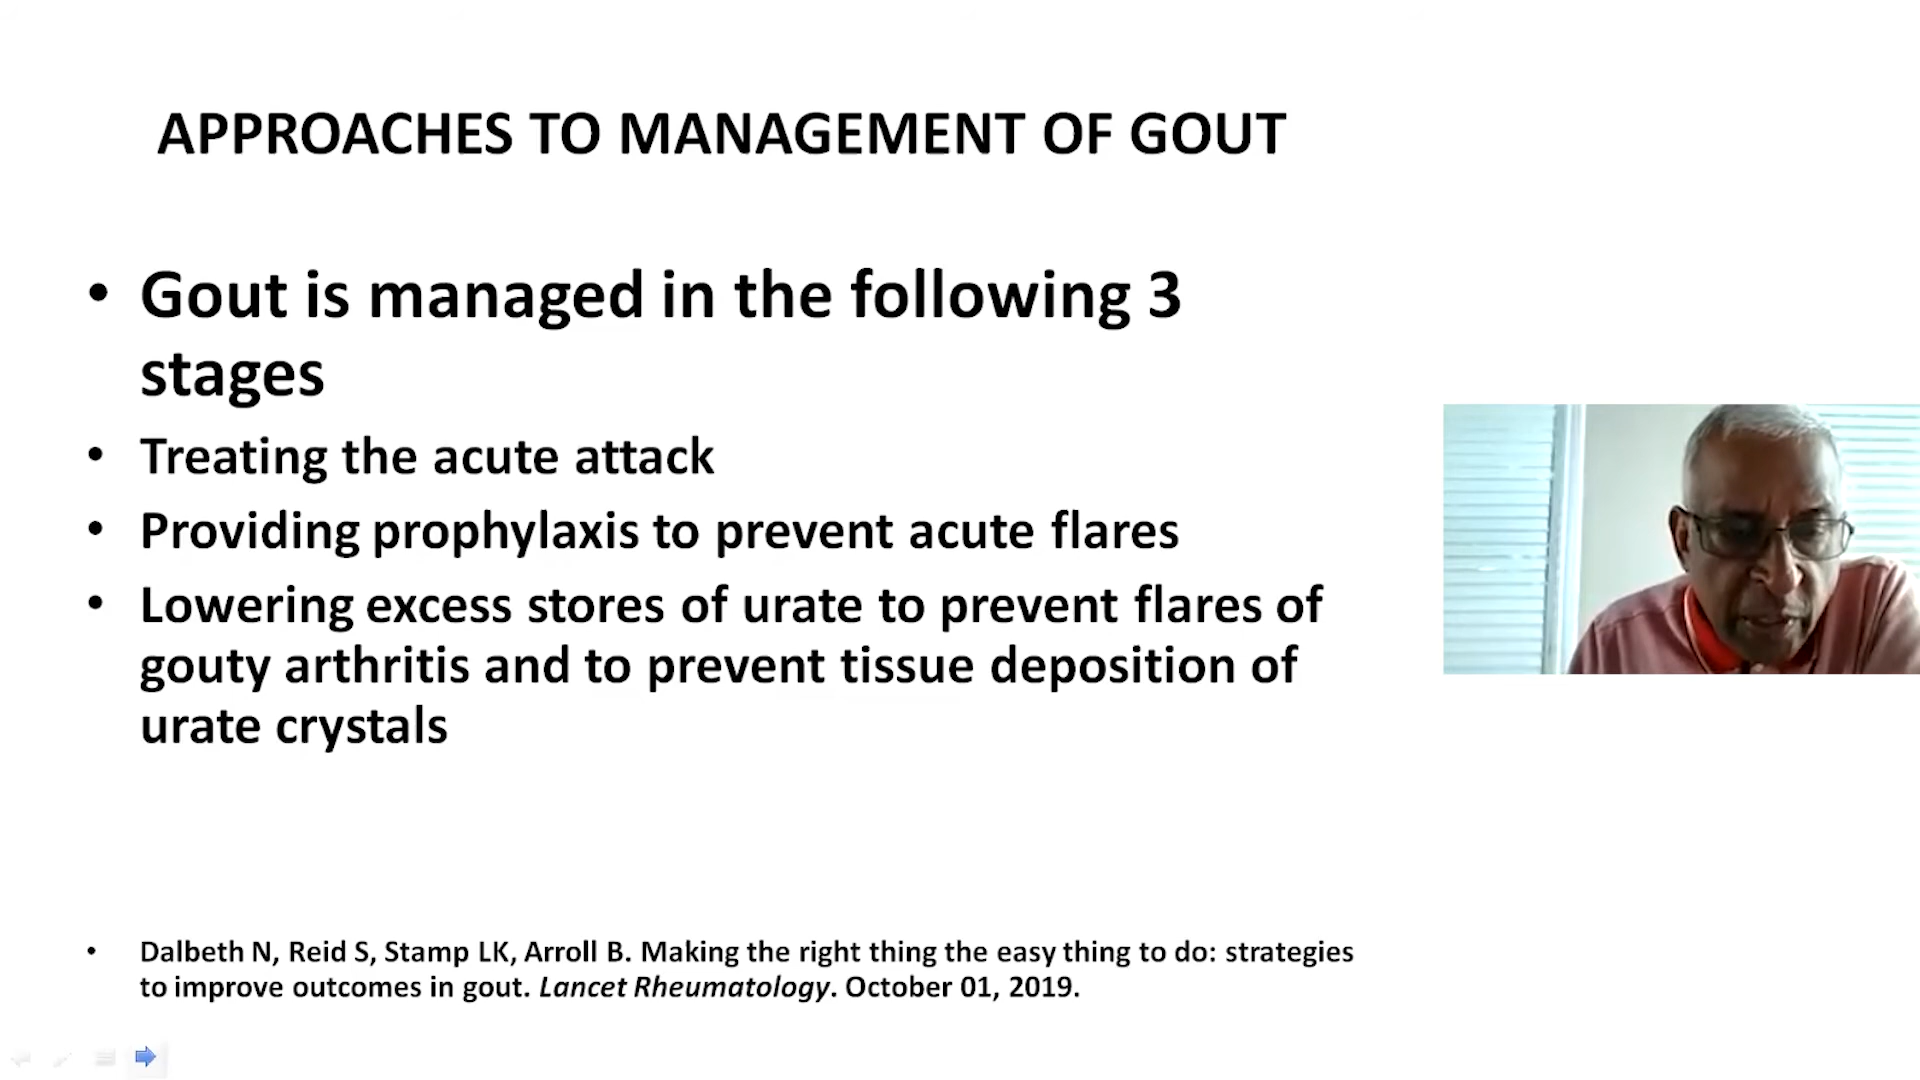 APPROACHES TO MANAGEMENT OF GOUT
• Gout is managed in the following 3
stages
• Treating the acute attack
• Providing prophylaxis to prevent acute flares
• Lowering excess stores of urate to prevent flares of
gouty arthritis and to prevent tissue deposition of
urate crystals
• Dalbeth N, Reid S, Stamp LK, Arroll B. Making the right thing the easy thing to do: strategies
to improve outcomes in gout. Lancet Rheumatology. October 01, 2019.